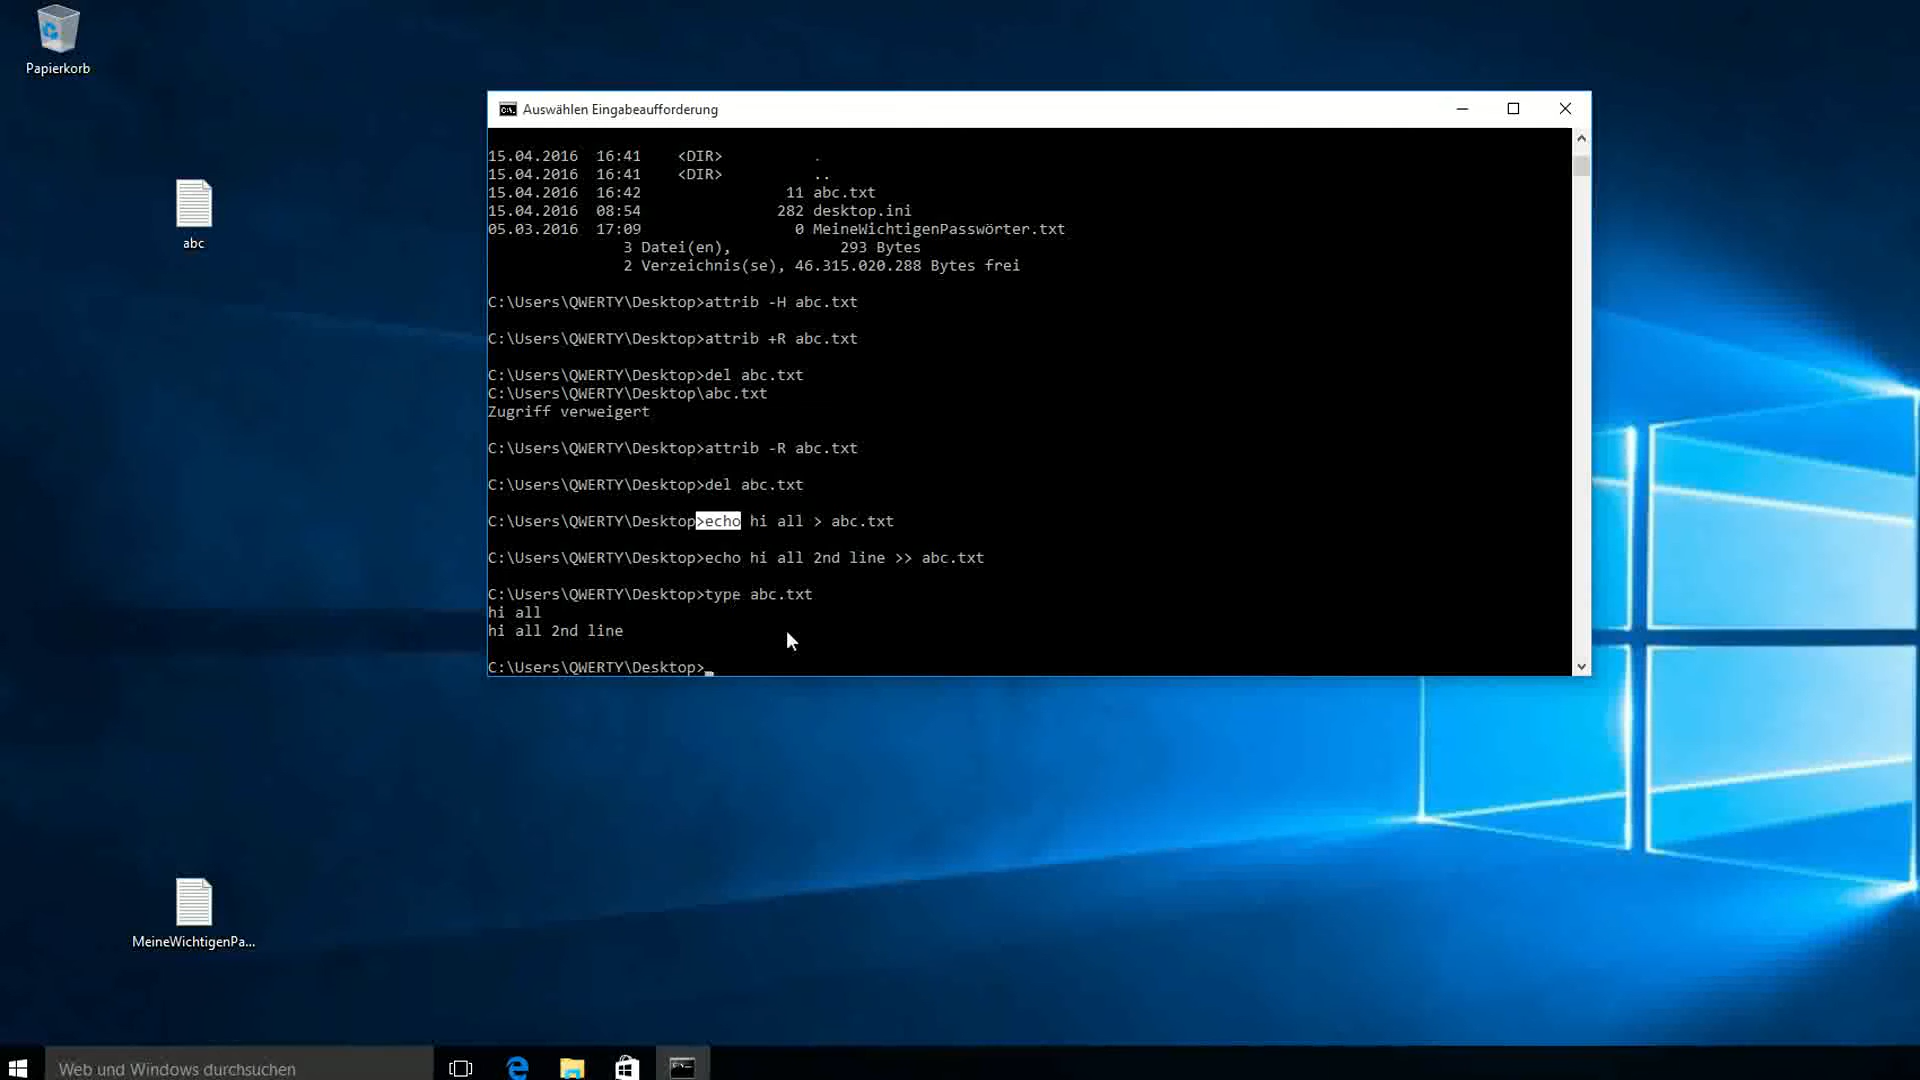 Papierkorb
abc
MeineWichtigenPa...
Auswählen Eingabeaufforderung
15.04.2016  16:41    <DIR>          .
15.04.2016  16:41    <DIR>          ..
15.04.2016  16:42                11 abc.txt
15.04.2016  08:54               282 desktop.ini
05.03.2016  17:09                 0 MeineWichtigenPasswörter.txt
3 Datei(en),            293 Bytes
2 Verzeichnis(se), 46.315.020.288 Bytes frei
C:\Users\QWERTY\Desktop>attrib -H abc.txt
C:\Users\QWERTY\Desktop>attrib +R abc.txt
C:\Users\QWERTY\Desktop>del abc.txt
C:\Users\QWERTY\Desktop\abc.txt
Zugriff verweigert
C:\Users\QWERTY\Desktop>attrib -R abc.txt
C:\Users\QWERTY\Desktop>del abc.txt
C:\Users\QWERTY\Desktop>echo hi all > abc.txt
C:\Users\QWERTY\Desktop>echo hi all 2nd line >> abc.txt
C:\Users\QWERTY\Desktop>type abc.txt
hi all
hi all 2nd line
C:\Users\QWERTY\Desktop>_
Web und Windows durchsuchen